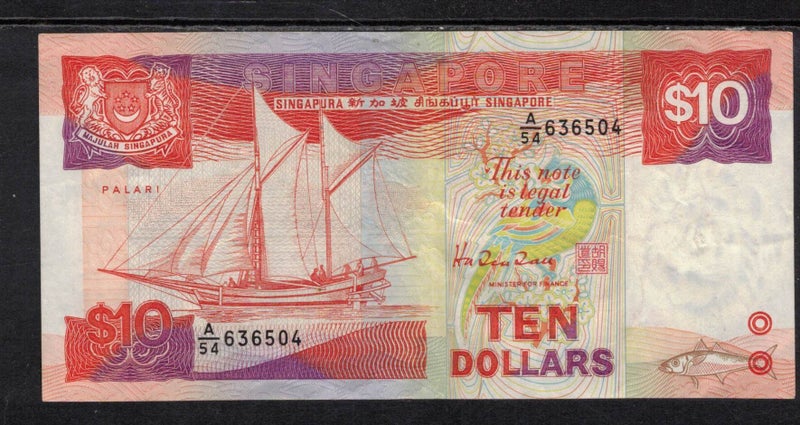 SINGAPORE
SINGAPURA 新加坡 சிங்கப்பூர் SINGAPORE
$10
A/54 636504
MAJULAH SINGAPURA
PALARI
This note
is legal
tender
MINISTER FOR FINANCE
$10
A/54 636504
TEN
DOLLARS